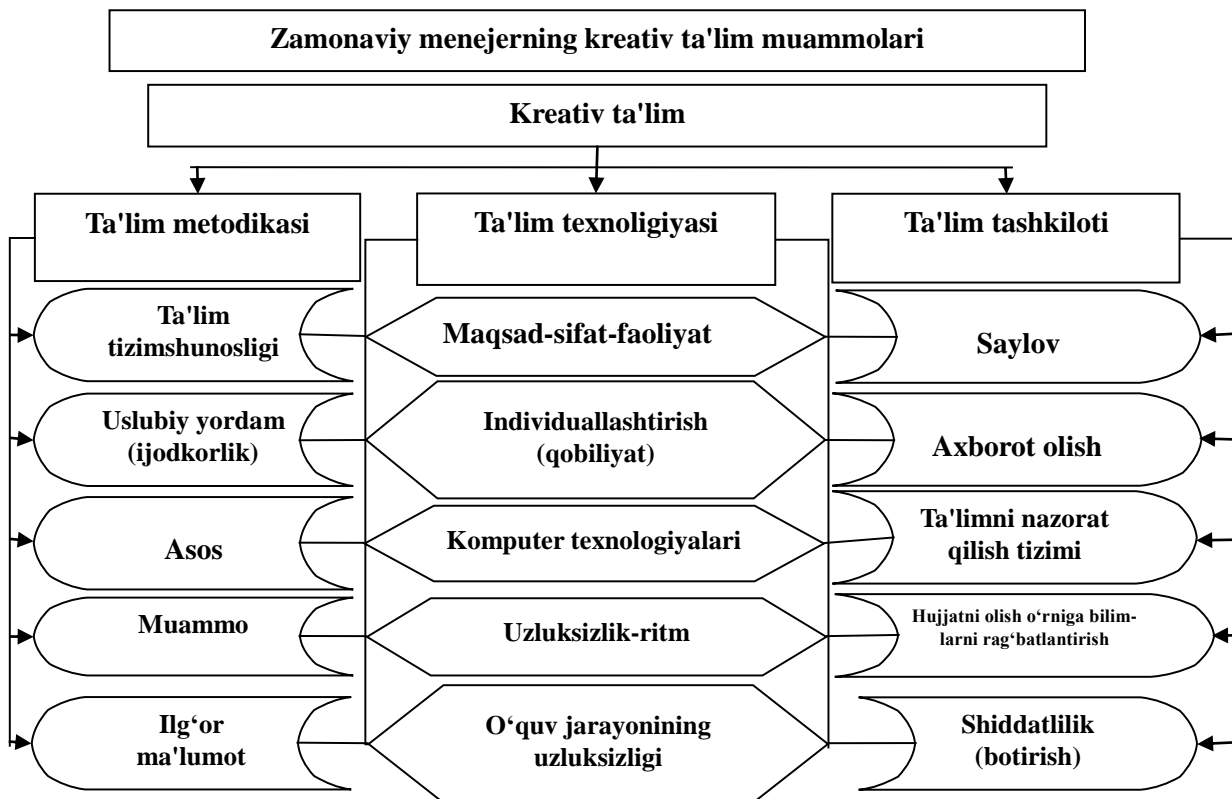 Zamonaviy menejerning kreativ ta'lim muammolari
Kreativ ta'lim
Ta'lim metodikasi
Ta'lim texnoligiyasi
Ta'lim tashkiloti
Ta'lim
tizimshunosligi
Maqsad-sifat-faoliyat
Saylov
Uslubiy yordam
(ijodkorlik)
Individuallashtirish
(qobiliyat)
Axborot olish
Asos
Komputer texnologiyalari
Ta'limni nazorat
qilish tizimi
Muammo
Uzluksizlik-ritm
Hujjatni olish o‘rniga bilim-
larni rag‘batlantirish
Ilg‘or
ma'lumot
O‘quv jarayonining
uzluksizligi
Shiddatlilik
(botirish)